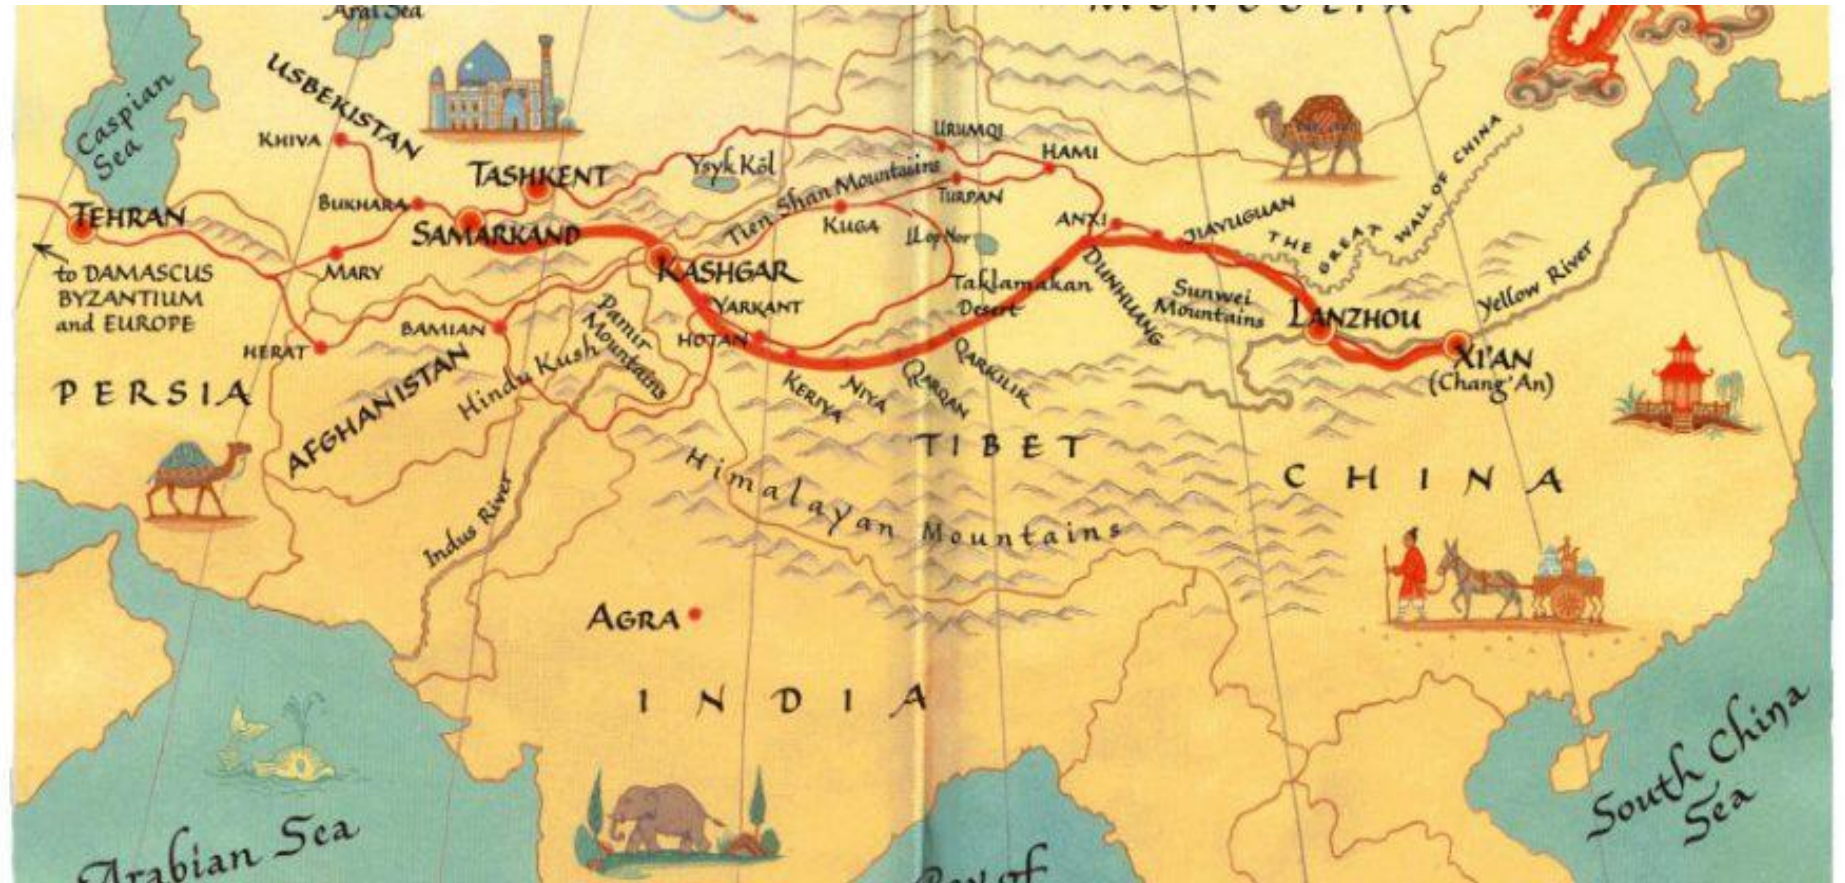 Aral Sea
MONGOLIA
USBEKISTAN
Caspian
Sea
KHIVA
TASHKENT
Ysyk Köl
URUMQI
HAMI
Tien Shan Mountains
TURPAN
BUKHARA
KUGA
Lop Nor
ANXI
JIAYUGUAN
THE GREAT WALL OF CHINA
TEHRAN
SAMARKAND
to DAMASCUS
BYZANTIUM
and EUROPE
MARY
KASHGAR
YARKANT
Taklamakan
Desert
DUNHUANG
Sunwei
Mountains
LANZHOU
Yellow River
HERAT
BAMIAN
Pamir
Mountains
HOTAN
KERIYA
NIYA
QARQAN
QARKILIK
XI'AN
(Chang'An)
PERSIA
AFGHANISTAN
Hindu Kush
TIBET
CHINA
Himalayan Mountains
Indus River
AGRA
INDIA
Arabian Sea
Bay of
South China
Sea